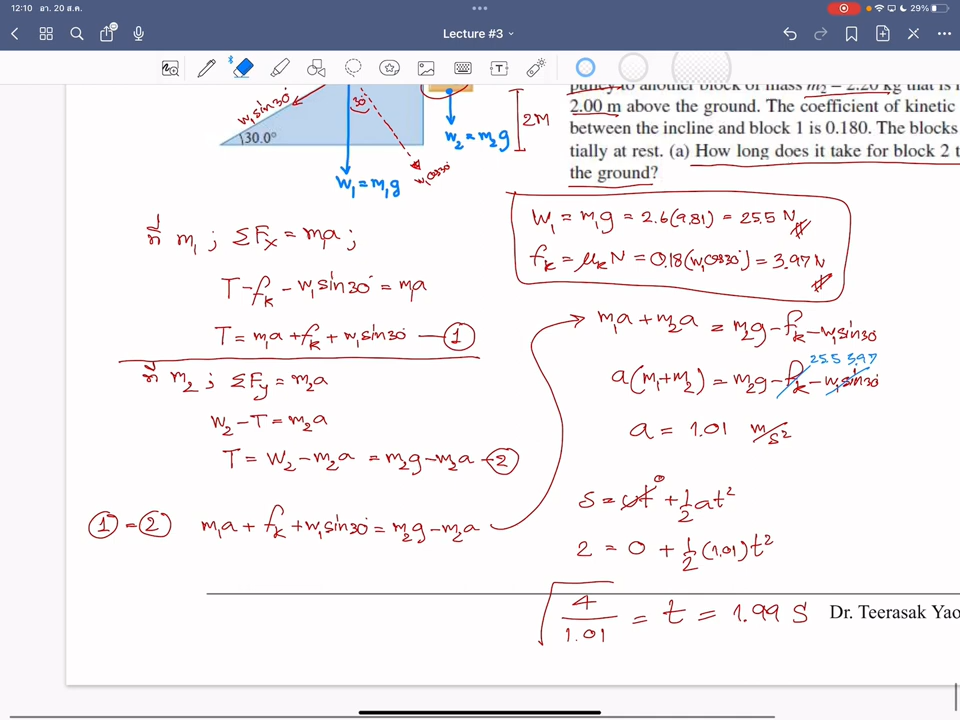 12:10 อา. 20 ส.ค.
29%
Lecture #3
to another block of mass m₂ = 2.20 kg that is
2.00 m above the ground. The coefficient of kinetic
between the incline and block 1 is 0.180. The blocks
tially at rest. (a) How long does it take for block 2 t
the ground?
w₁sin30°
30°
30.0°
w₁cos30°
W₁ = m₁g
w₂ = m₂g
2M
W₁ = m₁g = 2.6(9.81) = 25.5 N
fₖ = μₖN = 0.18(w₁cos30°) = 3.97 N
ที่ m₁ ; ΣFₓ = ma ;
T - fₖ - w₁sin30° = ma
T = m₁a + fₖ + w₁sin30° — ①
ที่ m₂ ; ΣFy = m₂a
W₂ - T = m₂a
T = W₂ - m₂a = m₂g - m₂a — ②
① = ② m₁a + fₖ + w₁sin30° = m₂g - m₂a
m₁a + m₂a = m₂g - fₖ - w₁sin30°
25.5 3.97
a(m₁+m₂) = m₂g - fₖ - w₁sin30°
a = 1.01 m/s²
S = ut + ½at²
0
2 = 0 + ½(1.01)t²
√(4/1.01) = t = 1.99 S
Dr. Teerasak Yao